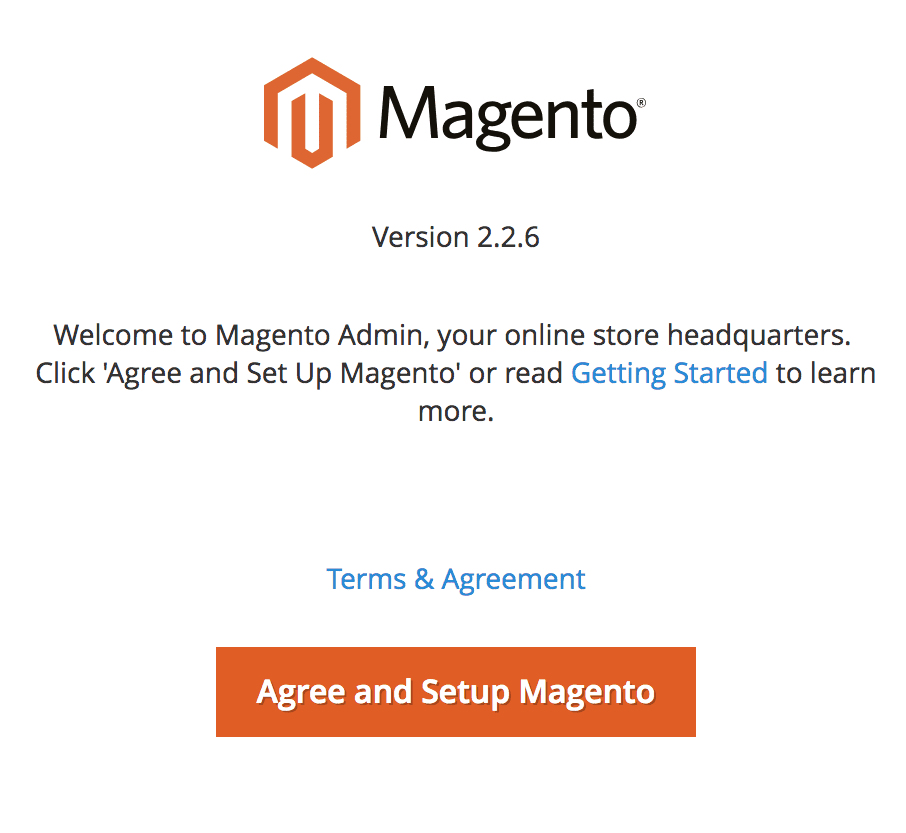 Magento®
Version 2.2.6
Welcome to Magento Admin, your online store headquarters.
Click 'Agree and Set Up Magento' or read Getting Started to learn
more.
Terms & Agreement
Agree and Setup Magento